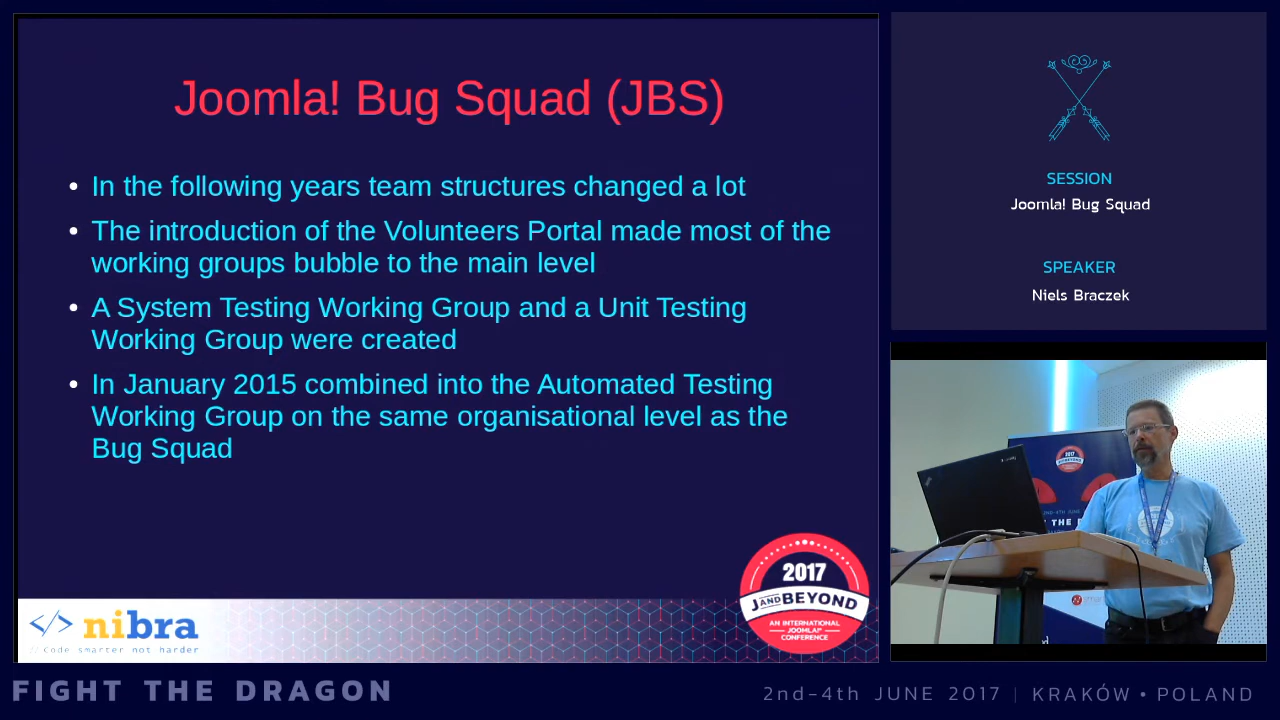 Joomla! Bug Squad (JBS)
In the following years team structures changed a lot
The introduction of the Volunteers Portal made most of the
working groups bubble to the main level
A System Testing Working Group and a Unit Testing
Working Group were created
In January 2015 combined into the Automated Testing
Working Group on the same organisational level as the
Bug Squad
2017
J AND BEYOND
AN INTERNATIONAL
JOOMLA!®
CONFERENCE
</> nibra
// Code smarter not harder
SESSION
Joomla! Bug Squad
SPEAKER
Niels Braczek
2017
FIGHT THE DRAGON
2nd-4th JUNE 2017 | KRAKÓW • POLAND